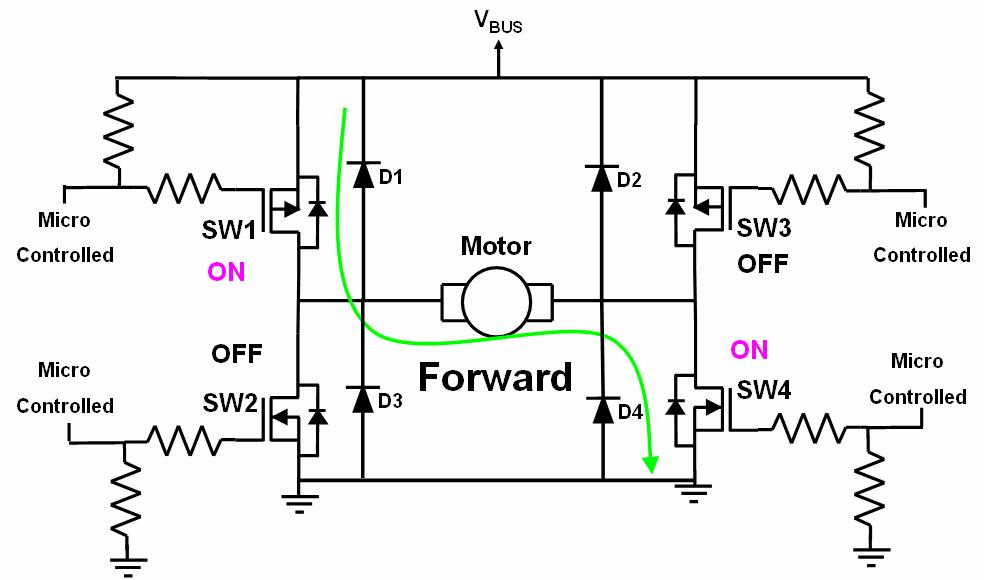 VBUS
D1
D2
Micro
Controlled
SW1
ON
Motor
SW3
OFF
Micro
Controlled
OFF
Forward
ON
Micro
Controlled
SW2
D3
D4
SW4
Micro
Controlled